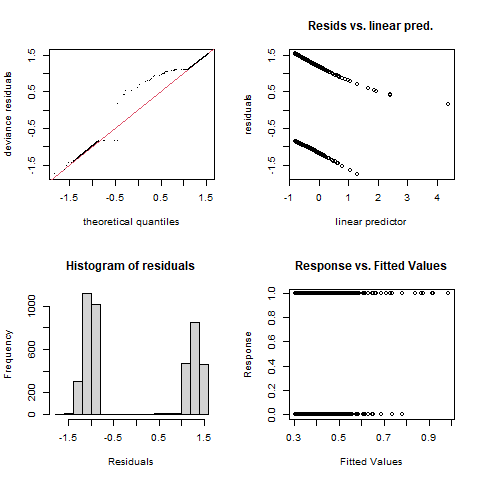 deviance residuals
-1.5 -0.5 0.5 1.5
-1.5 -0.5 0.5 1.5
theoretical quantiles
Resids vs. linear pred.
residuals
-1.5 -0.5 0.5 1.5
-1 0 1 2 3 4
linear predictor
Histogram of residuals
Frequency
0 200 600 1000
-1.5 -0.5 0.5 1.5
Residuals
Response vs. Fitted Values
Response
0.0 0.2 0.4 0.6 0.8 1.0
0.3 0.5 0.7 0.9
Fitted Values